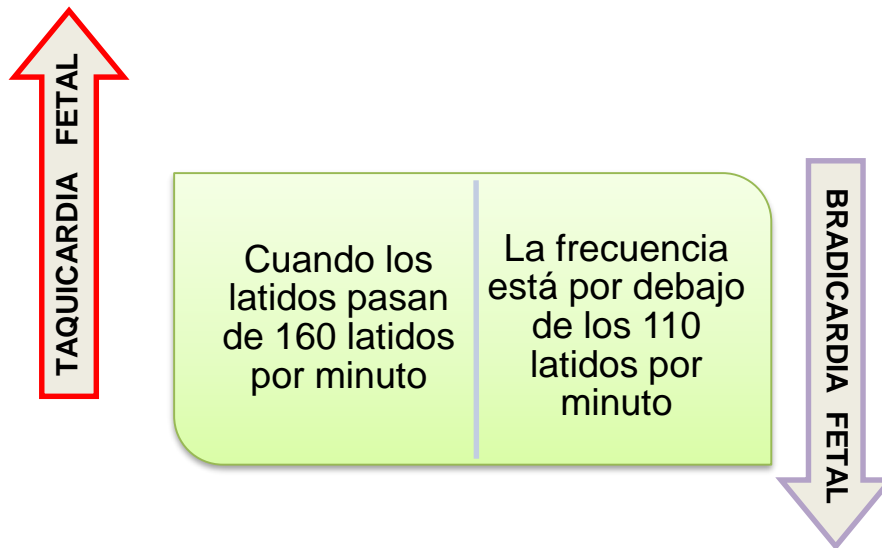 TAQUICARDIA FETAL
Cuando los
latidos pasan
de 160 latidos
por minuto
La frecuencia
está por debajo
de los 110
latidos por
minuto
BRADICARDIA FETAL